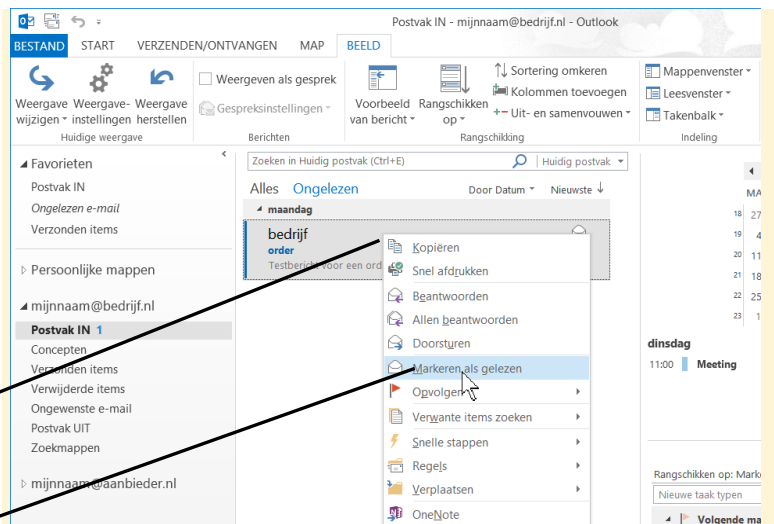 Postvak IN - mijnnaam@bedrijf.nl - Outlook
BESTAND START VERZENDEN/ONTVANGEN MAP BEELD
Weergave wijzigen
Weergave-instellingen
Weergave herstellen
Huidige weergave
Weergeven als gesprek
Gespreksinstellingen
Berichten
Voorbeeld van bericht
Rangschikken op
Sortering omkeren
Kolommen toevoegen
Uit- en samenvouwen
Rangschikking
Mappenvenster
Leesvenster
Takenbalk
Indeling
Favorieten
Postvak IN
Ongelezen e-mail
Verzonden items
Persoonlijke mappen
mijnnaam@bedrijf.nl
Postvak IN 1
Concepten
Verzonden items
Verwijderde items
Ongewenste e-mail
Postvak UIT
Zoekmappen
mijnnaam@aanbieder.nl
Zoeken in Huidig postvak (Ctrl+E) Huidig postvak
Alles Ongelezen Door Datum Nieuwste
maandag
bedrijf
order
Testbericht voor een ord
Kopiëren
Snel afdrukken
Beantwoorden
Allen beantwoorden
Doorsturen
Markeren als gelezen
Opvolgen
Verwante items zoeken
Snelle stappen
Regels
Verplaatsen
OneNote
MA
18 27
19 4
20 11
21 18
22 25
23 1
dinsdag
11:00 Meeting
Rangschikken op: Marke
Nieuwe taak typen
Volgende ma